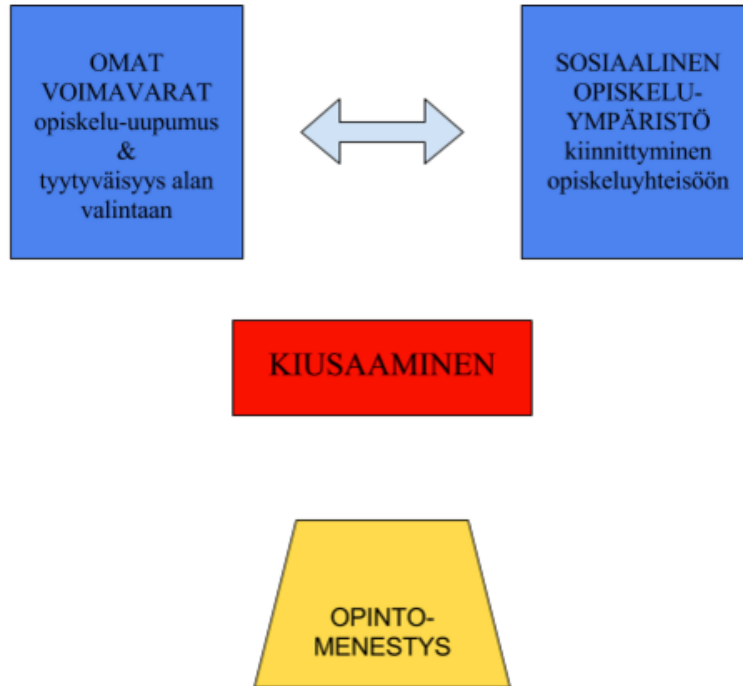 OMAT
VOIMAVARAT
opiskelu-uupumus
&
tyytyväisyys alan
valintaan
SOSIAALINEN
OPISKELU-
YMPÄRISTÖ
kiinnittyminen
opiskeluyhteisöön
KIUSAAMINEN
OPINTO-
MENESTYS